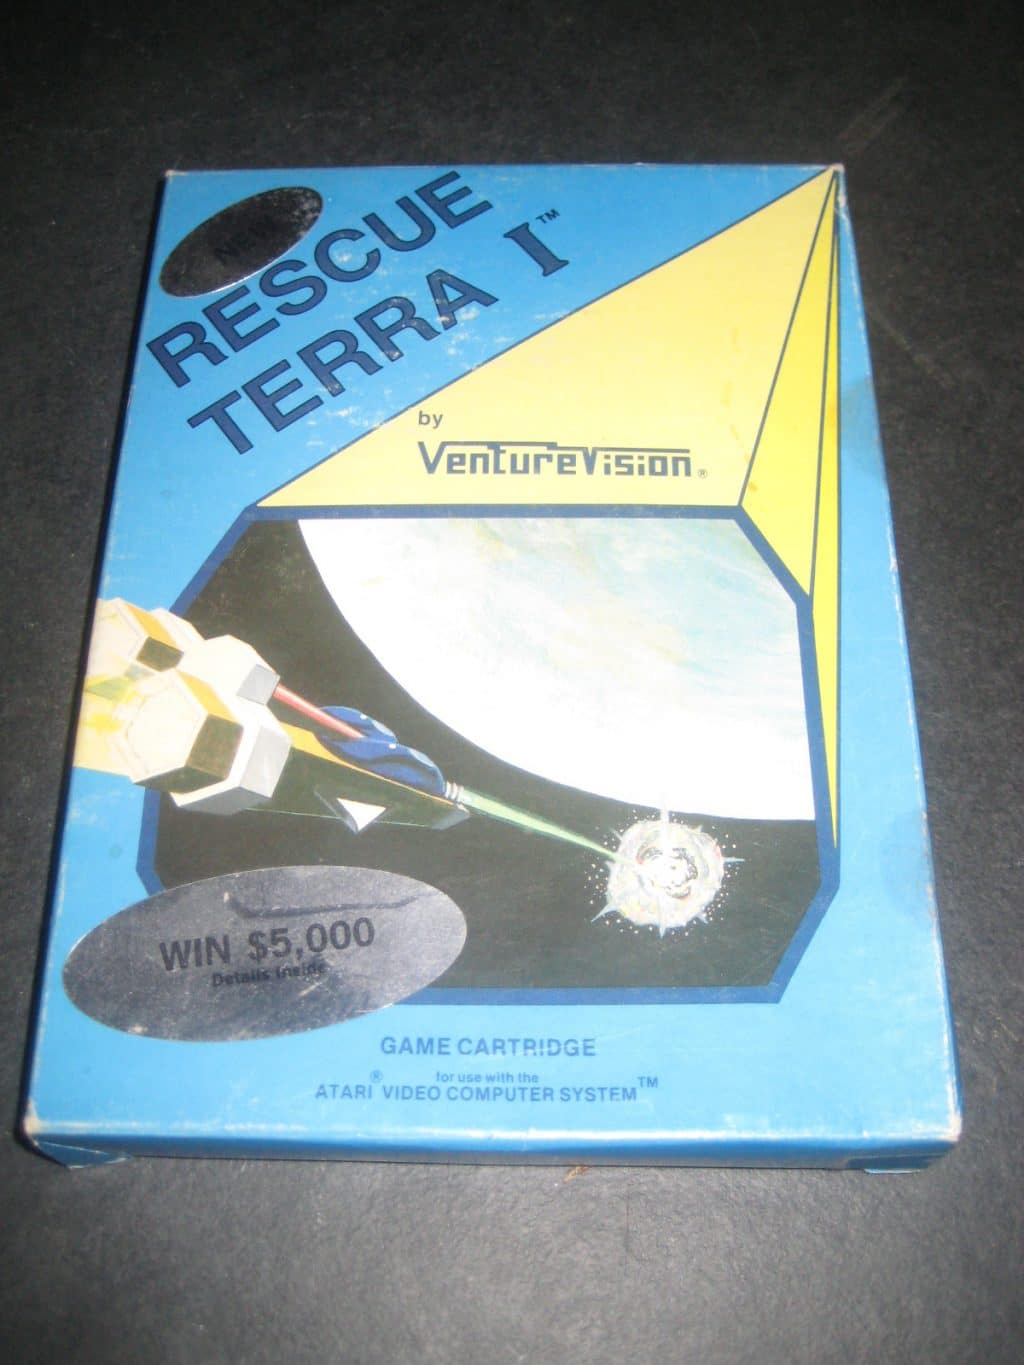 NEW
RESCUE
TERRA I™
by
VentureVision®
WIN $5,000
Details Inside
GAME CARTRIDGE
for use with the
ATARI® VIDEO COMPUTER SYSTEM™